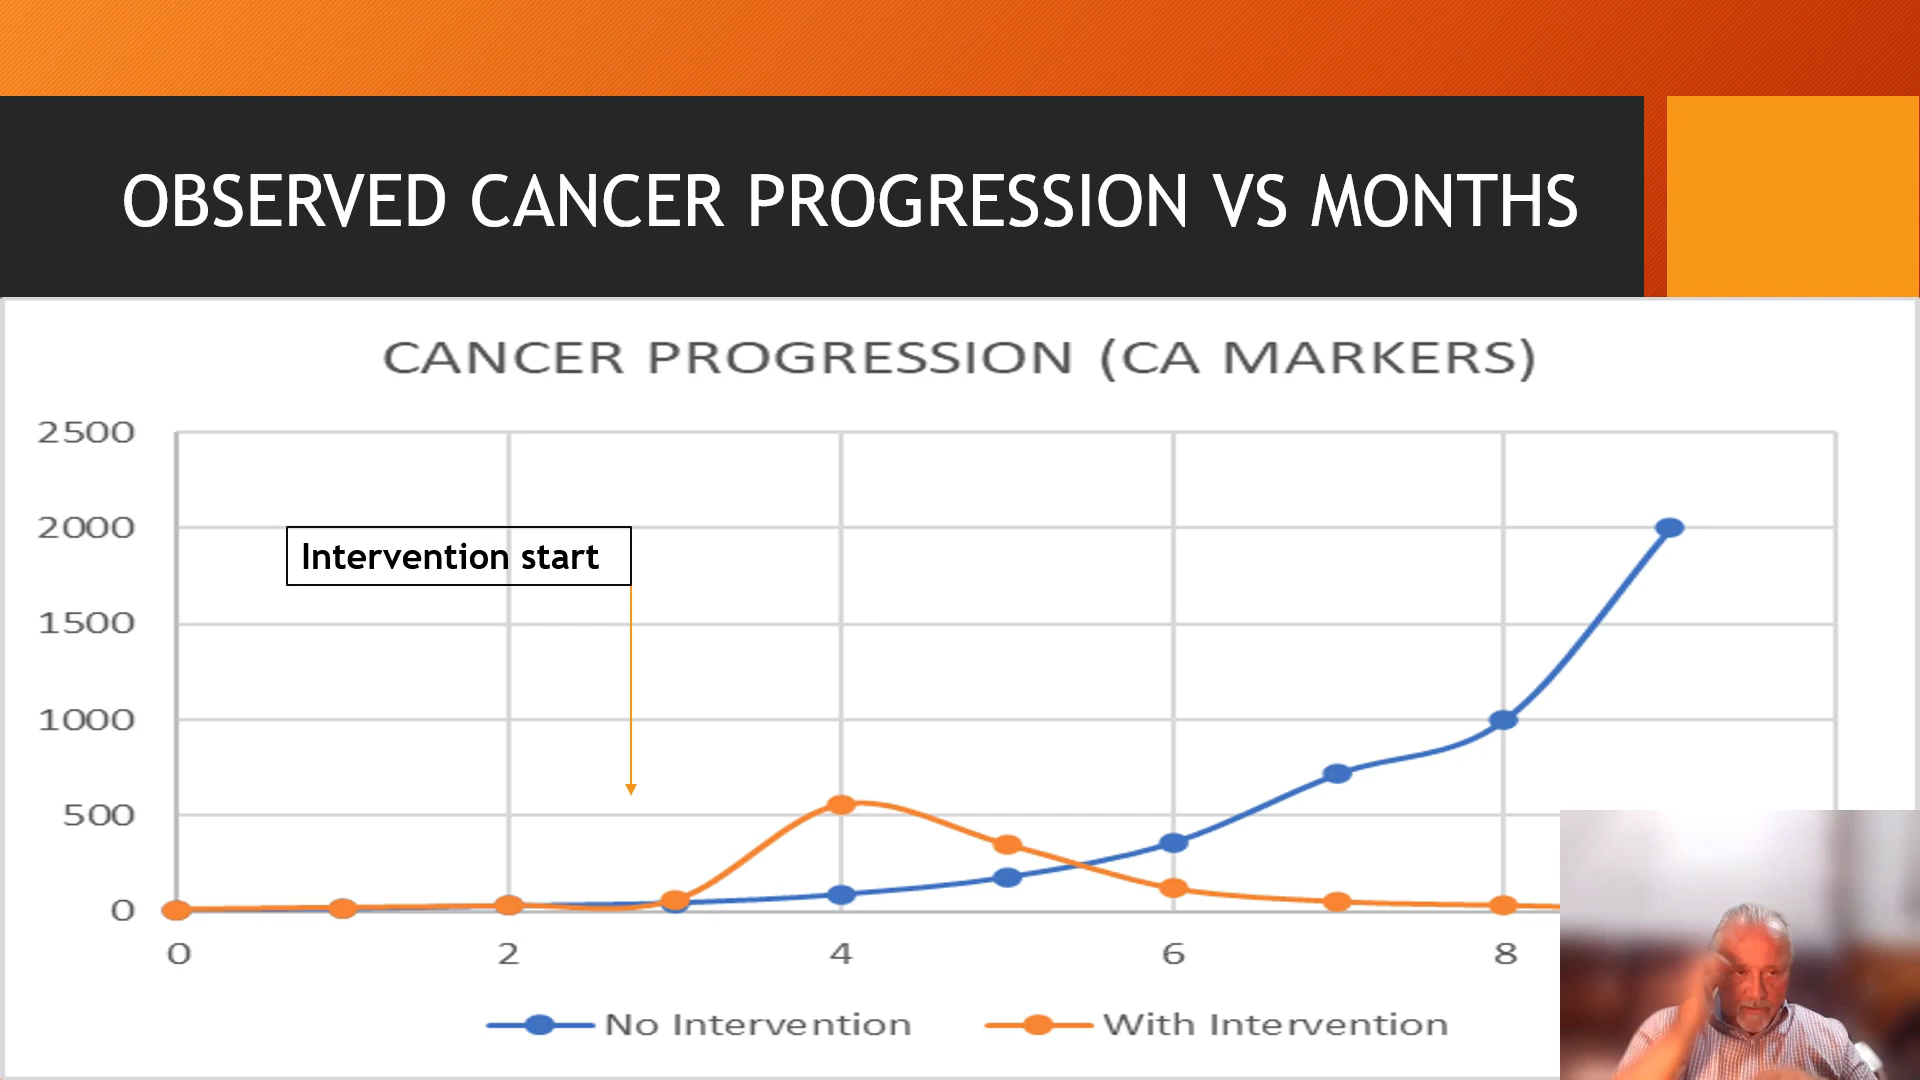 OBSERVED CANCER PROGRESSION VS MONTHS
CANCER PROGRESSION (CA MARKERS)
2500
2000
Intervention start
1500
1000
500
0
0 2 4 6 8
No Intervention With Intervention